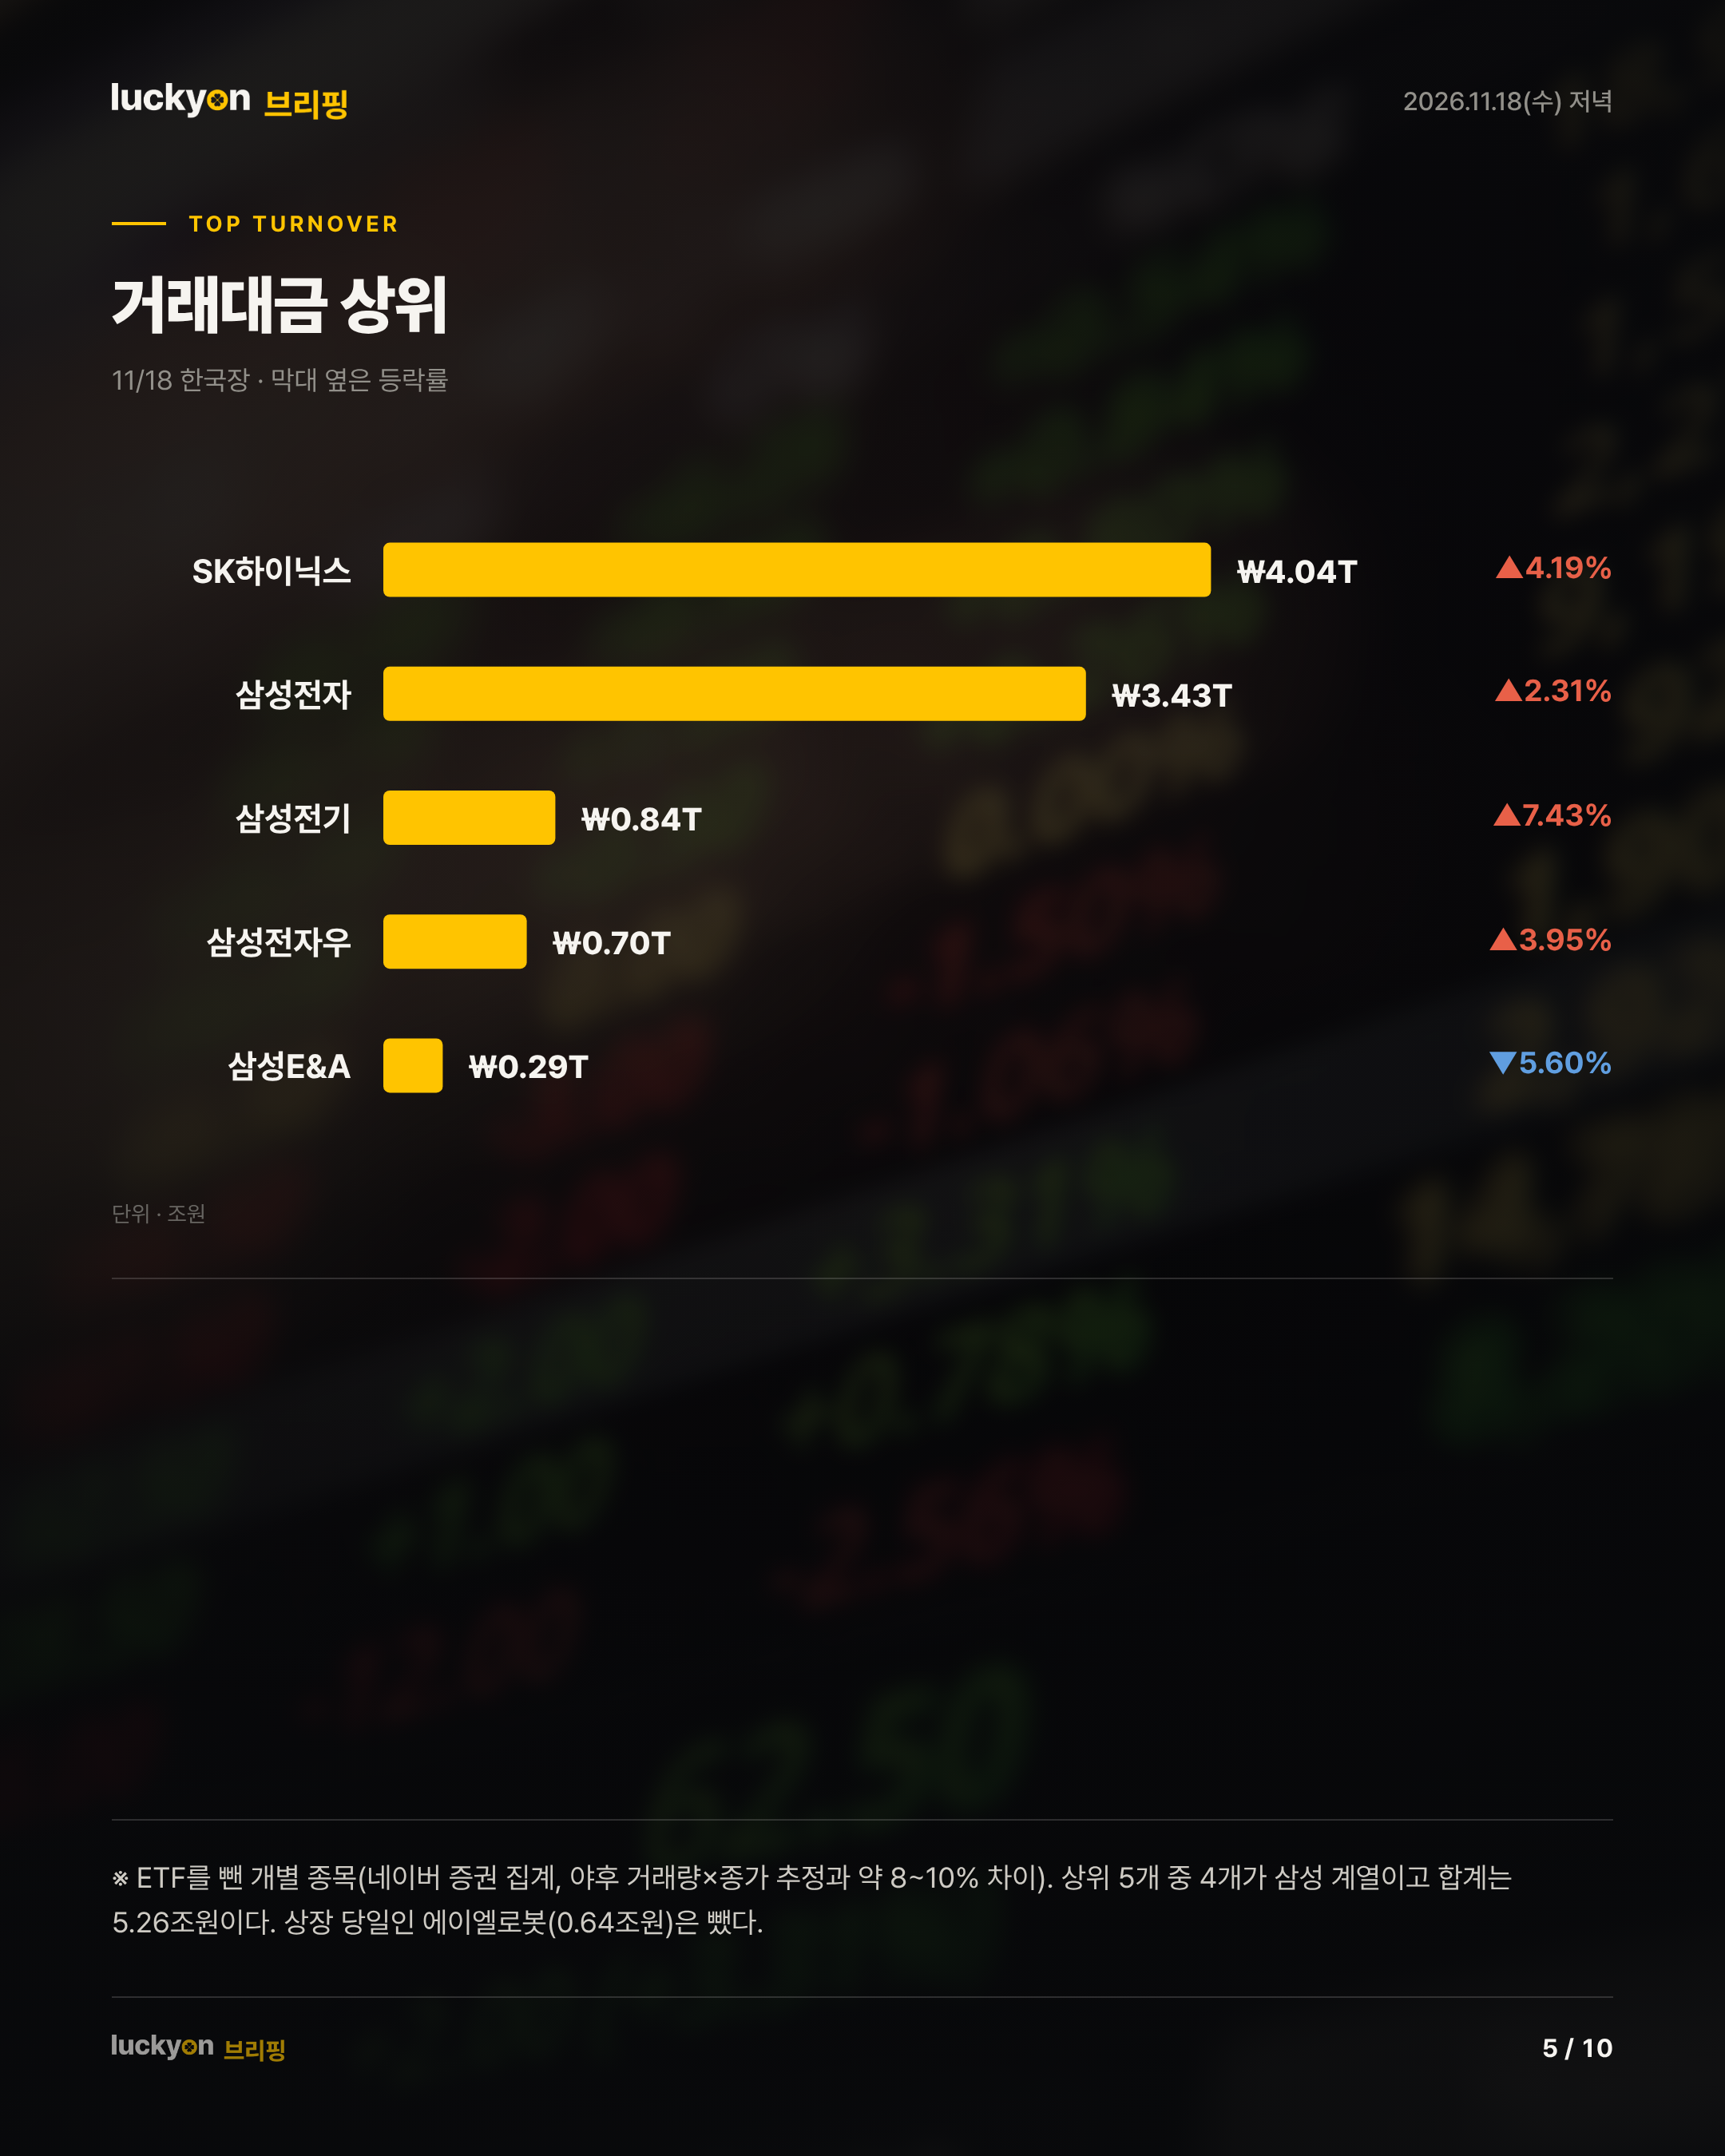 luckyon 브리핑
2026.11.18(수) 저녁
TOP TURNOVER
거래대금 상위
11/18 한국장 · 막대 옆은 등락률
SK하이닉스 ₩4.04T ▲4.19%
삼성전자 ₩3.43T ▲2.31%
삼성전기 ₩0.84T ▲7.43%
삼성전자우 ₩0.70T ▲3.95%
삼성E&A ₩0.29T ▼5.60%
단위 · 조원
※ ETF를 뺀 개별 종목(네이버 증권 집계, 야후 거래량×종가 추정과 약 8~10% 차이). 상위 5개 중 4개가 삼성 계열이고 합계는
5.26조원이다. 상장 당일인 에이엘로봇(0.64조원)은 뺐다.
luckyon 브리핑
5 / 10